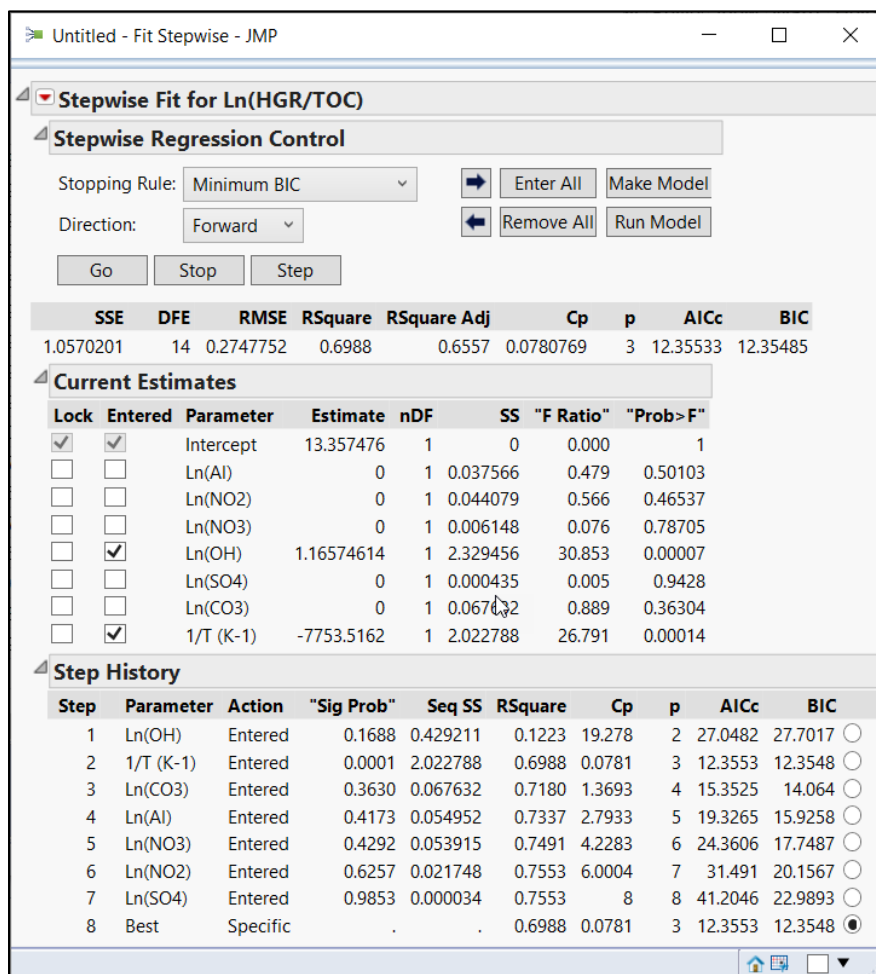 Untitled - Fit Stepwise - JMP
Stepwise Fit for Ln(HGR/TOC)
Stepwise Regression Control
Stopping Rule: Minimum BIC Enter All Make Model
Direction: Forward Remove All Run Model
Go Stop Step
SSE DFE RMSE RSquare RSquare Adj Cp p AICc BIC
1.0570201 14 0.2747752 0.6988 0.6557 0.0780769 3 12.35533 12.35485
Current Estimates
Lock Entered Parameter Estimate nDF SS "F Ratio" "Prob>F"
Intercept 13.357476 1 0 0.000 1
Ln(Al) 0 1 0.037566 0.479 0.50103
Ln(NO2) 0 1 0.044079 0.566 0.46537
Ln(NO3) 0 1 0.006148 0.076 0.78705
Ln(OH) 1.16574614 1 2.329456 30.853 0.00007
Ln(SO4) 0 1 0.000435 0.005 0.9428
Ln(CO3) 0 1 0.067632 0.889 0.36304
1/T (K-1) -7753.5162 1 2.022788 26.791 0.00014
Step History
Step Parameter Action "Sig Prob" Seq SS RSquare Cp p AICc BIC
1 Ln(OH) Entered 0.1688 0.429211 0.1223 19.278 2 27.0482 27.7017
2 1/T (K-1) Entered 0.0001 2.022788 0.6988 0.0781 3 12.3553 12.3548
3 Ln(CO3) Entered 0.3630 0.067632 0.7180 1.3693 4 15.3525 14.064
4 Ln(Al) Entered 0.4173 0.054952 0.7337 2.7933 5 19.3265 15.9258
5 Ln(NO3) Entered 0.4292 0.053915 0.7491 4.2283 6 24.3606 17.7487
6 Ln(NO2) Entered 0.6257 0.021748 0.7553 6.0004 7 31.491 20.1567
7 Ln(SO4) Entered 0.9853 0.000034 0.7553 8 8 41.2046 22.9893
8 Best Specific . . 0.6988 0.0781 3 12.3553 12.3548